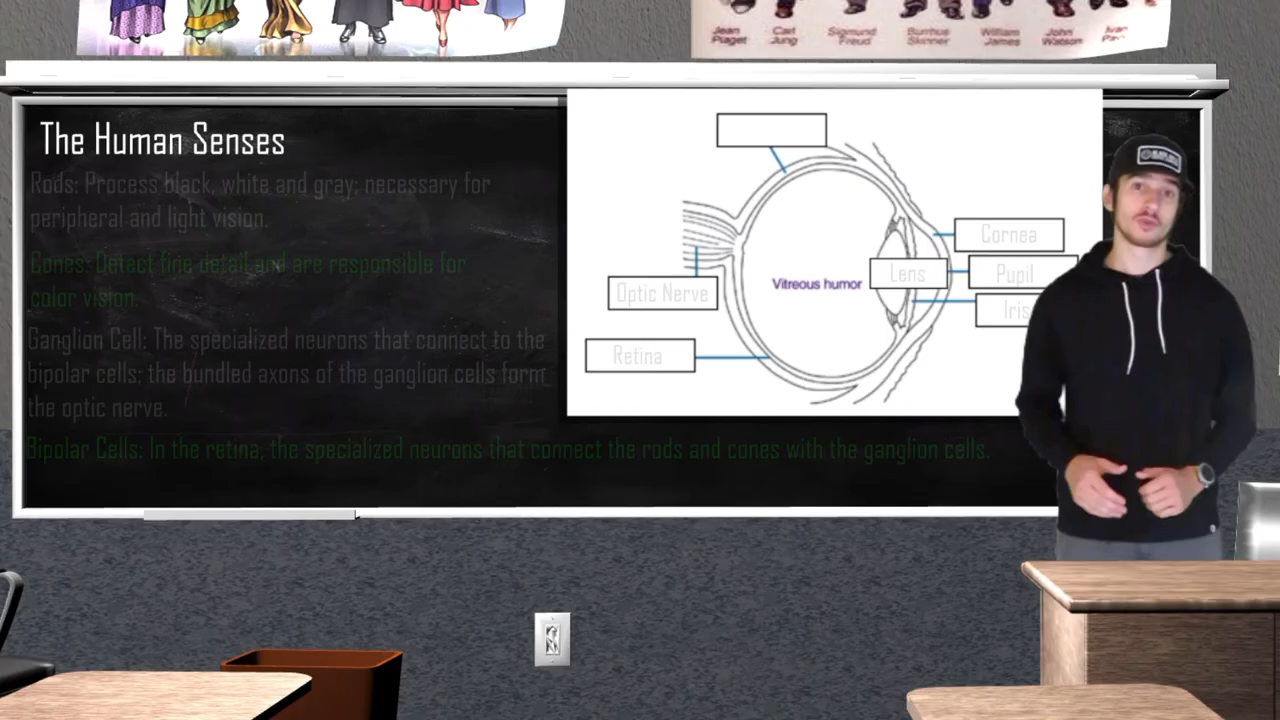 Jean Carl Sigmund Burrhus William John Ivan
Piaget Jung Freud Skinner James Watson
The Human Senses
Rods: Process black, white and gray; necessary for
peripheral and light vision.
Cones: Detect fine detail and are responsible for
color vision.
Ganglion Cell: The specialized neurons that connect to the
bipolar cells; the bundled axons of the ganglion cells form
the optic nerve.
Bipolar Cells: In the retina, the specialized neurons that connect the rods and cones with the ganglion cells.
Cornea
Lens
Pupil
Vitreous humor
Optic Nerve
Iris
Retina